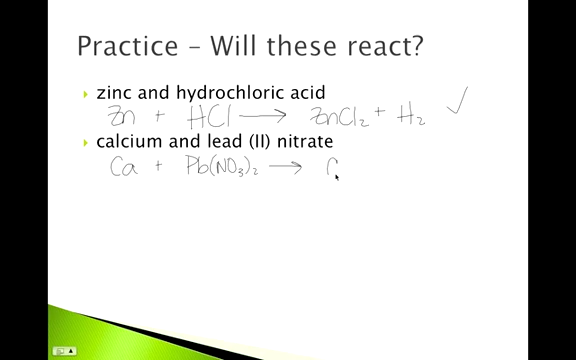 Practice – Will these react?
zinc and hydrochloric acid
Zn + HCl → ZnCl₂ + H₂ ✓
calcium and lead (II) nitrate
Ca + Pb(NO₃)₂ → C